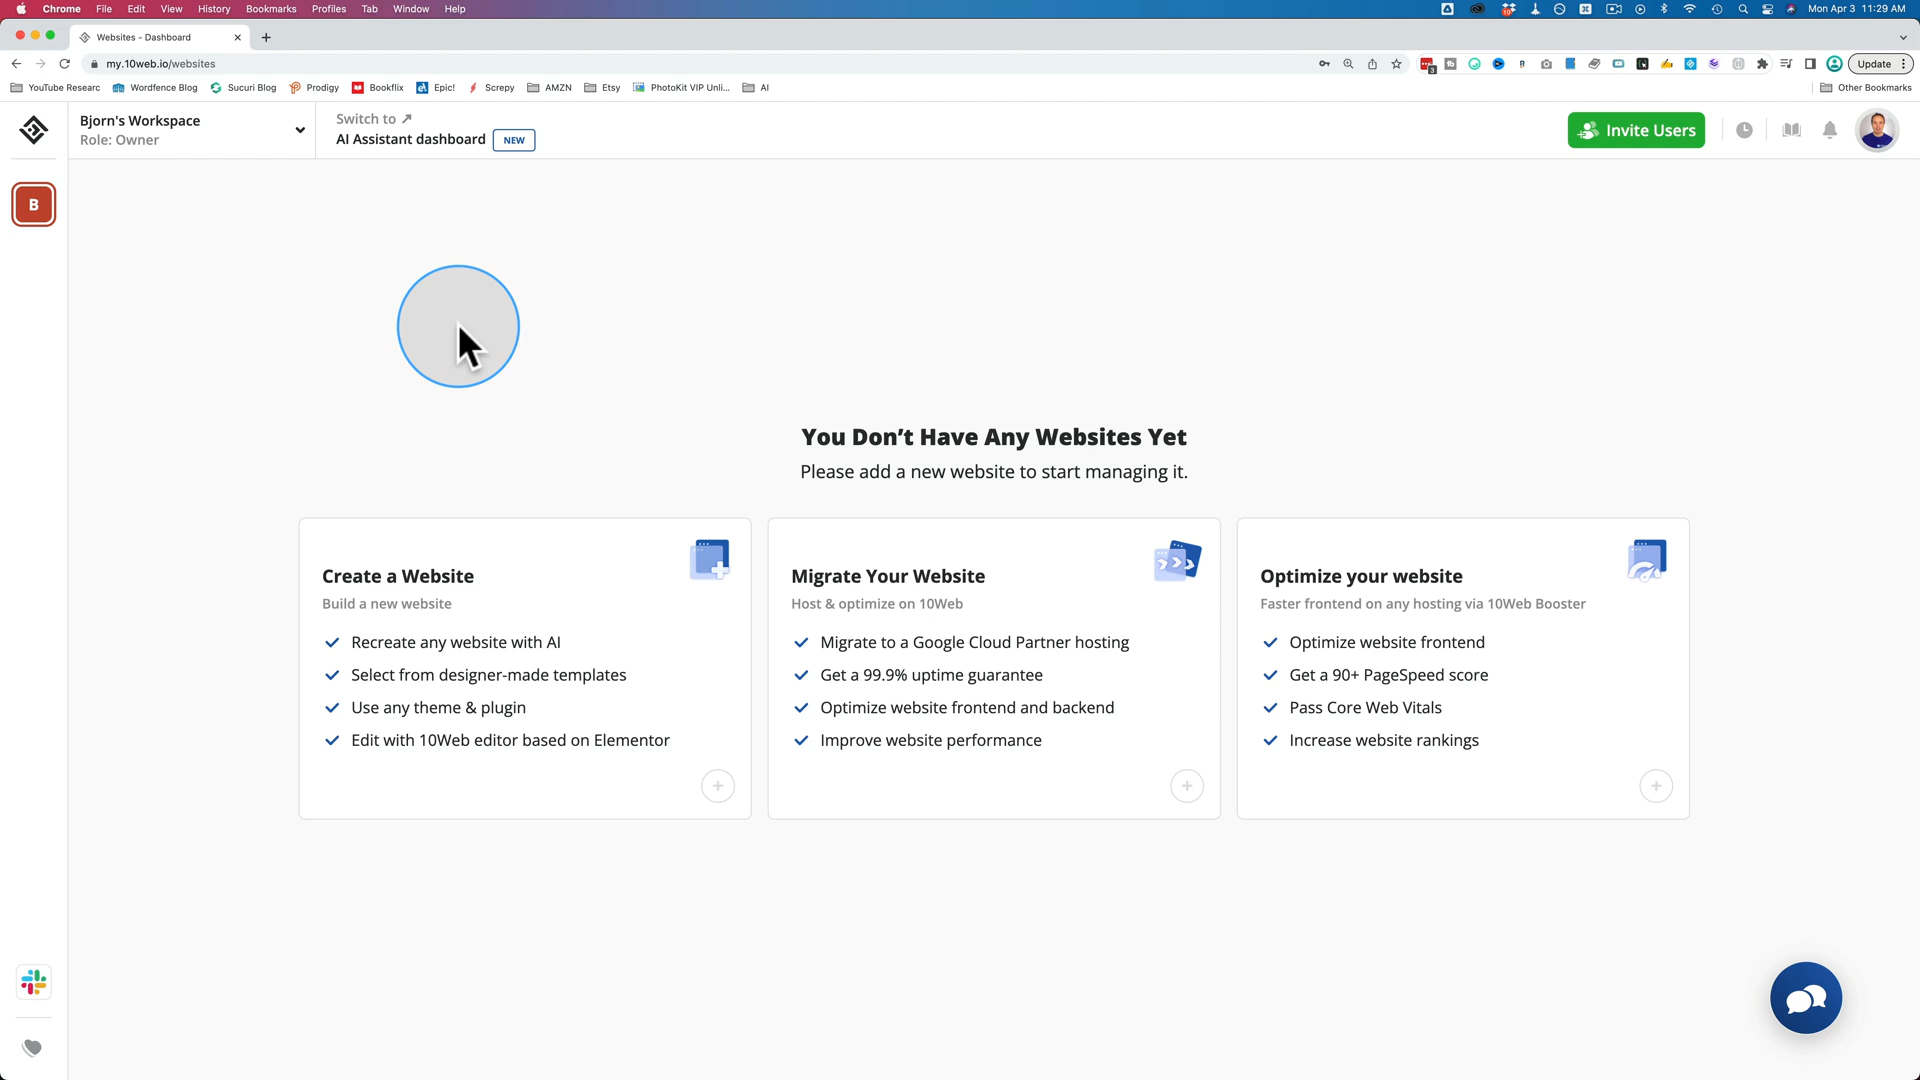 Chrome File Edit View History Bookmarks Profiles Tab Window Help
Mon Apr 3 11:29 AM
Websites - Dashboard
my.10web.io/websites
Update
YouTube Researc Wordfence Blog Sucuri Blog Prodigy Bookflix Epic! Screpy AMZN Etsy PhotoKit VIP Unli... AI
Other Bookmarks
Bjorn's Workspace
Role: Owner
Switch to
AI Assistant dashboard NEW
Invite Users
B
You Don’t Have Any Websites Yet
Please add a new website to start managing it.
Create a Website
Build a new website
Recreate any website with AI
Select from designer-made templates
Use any theme & plugin
Edit with 10Web editor based on Elementor
Migrate Your Website
Host & optimize on 10Web
Migrate to a Google Cloud Partner hosting
Get a 99.9% uptime guarantee
Optimize website frontend and backend
Improve website performance
Optimize your website
Faster frontend on any hosting via 10Web Booster
Optimize website frontend
Get a 90+ PageSpeed score
Pass Core Web Vitals
Increase website rankings